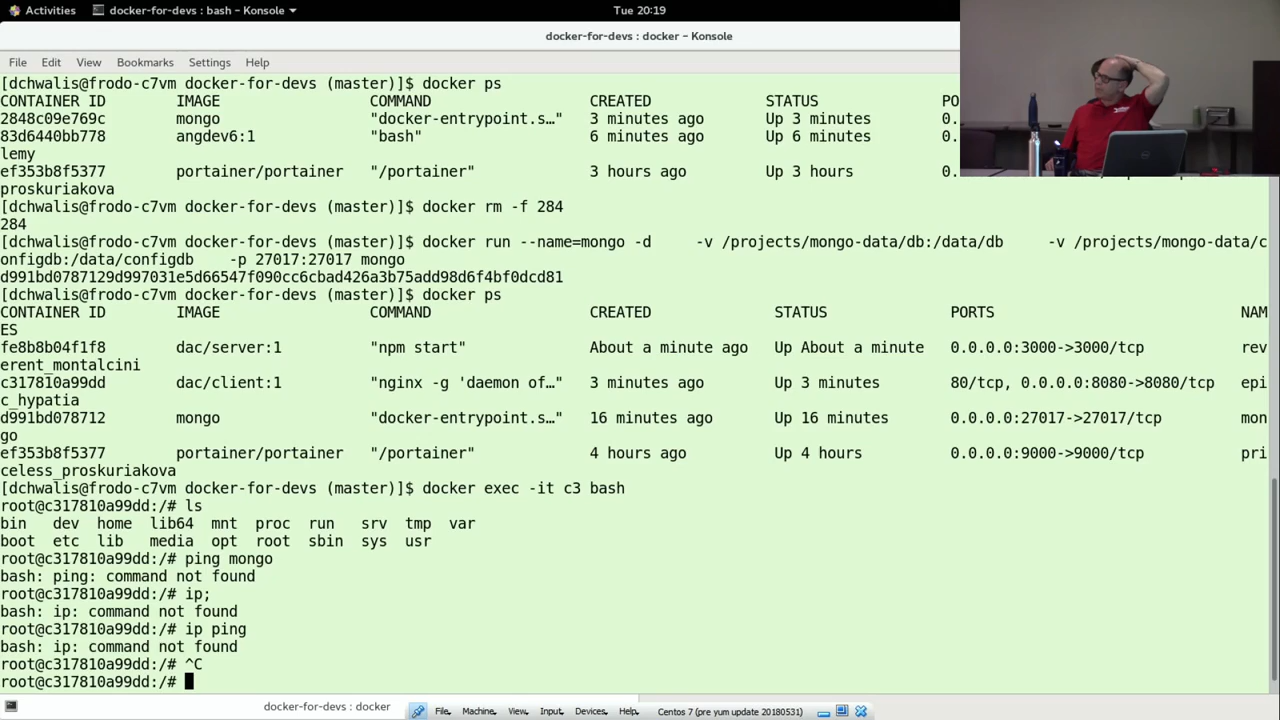 Activities docker-for-devs : bash – Konsole Tue 20:19
docker-for-devs : docker – Konsole
File Edit View Bookmarks Settings Help
[dchwalis@frodo-c7vm docker-for-devs (master)]$ docker ps
CONTAINER ID IMAGE COMMAND CREATED STATUS PO
2848c09e769c mongo "docker-entrypoint.s…" 3 minutes ago Up 3 minutes 0.
83d6440bb778 angdev6:1 "bash" 6 minutes ago Up 6 minutes 0.
lemy
ef353b8f5377 portainer/portainer "/portainer" 3 hours ago Up 3 hours 0.
proskuriakova
[dchwalis@frodo-c7vm docker-for-devs (master)]$ docker rm -f 284
284
[dchwalis@frodo-c7vm docker-for-devs (master)]$ docker run --name=mongo -d -v /projects/mongo-data/db:/data/db -v /projects/mongo-data/c
onfigdb:/data/configdb -p 27017:27017 mongo
d991bd0787129d997031e5d66547f090cc6cbad426a3b75add98d6f4bf0dcd81
[dchwalis@frodo-c7vm docker-for-devs (master)]$ docker ps
CONTAINER ID IMAGE COMMAND CREATED STATUS PORTS NAM
ES
fe8b8b04f1f8 dac/server:1 "npm start" About a minute ago Up About a minute 0.0.0.0:3000->3000/tcp rev
erent_montalcini
c317810a99dd dac/client:1 "nginx -g 'daemon of…" 3 minutes ago Up 3 minutes 80/tcp, 0.0.0.0:8080->8080/tcp epi
c_hypatia
d991bd078712 mongo "docker-entrypoint.s…" 16 minutes ago Up 16 minutes 0.0.0.0:27017->27017/tcp mon
go
ef353b8f5377 portainer/portainer "/portainer" 4 hours ago Up 4 hours 0.0.0.0:9000->9000/tcp pri
celess_proskuriakova
[dchwalis@frodo-c7vm docker-for-devs (master)]$ docker exec -it c3 bash
root@c317810a99dd:/# ls
bin dev home lib64 mnt proc run srv tmp var
boot etc lib media opt root sbin sys usr
root@c317810a99dd:/# ping mongo
bash: ping: command not found
root@c317810a99dd:/# ip;
bash: ip: command not found
root@c317810a99dd:/# ip ping
bash: ip: command not found
root@c317810a99dd:/# ^C
root@c317810a99dd:/#
docker-for-devs : docker File, Machine, View, Input, Devices, Help, Centos 7 (pre yum update 20180531)